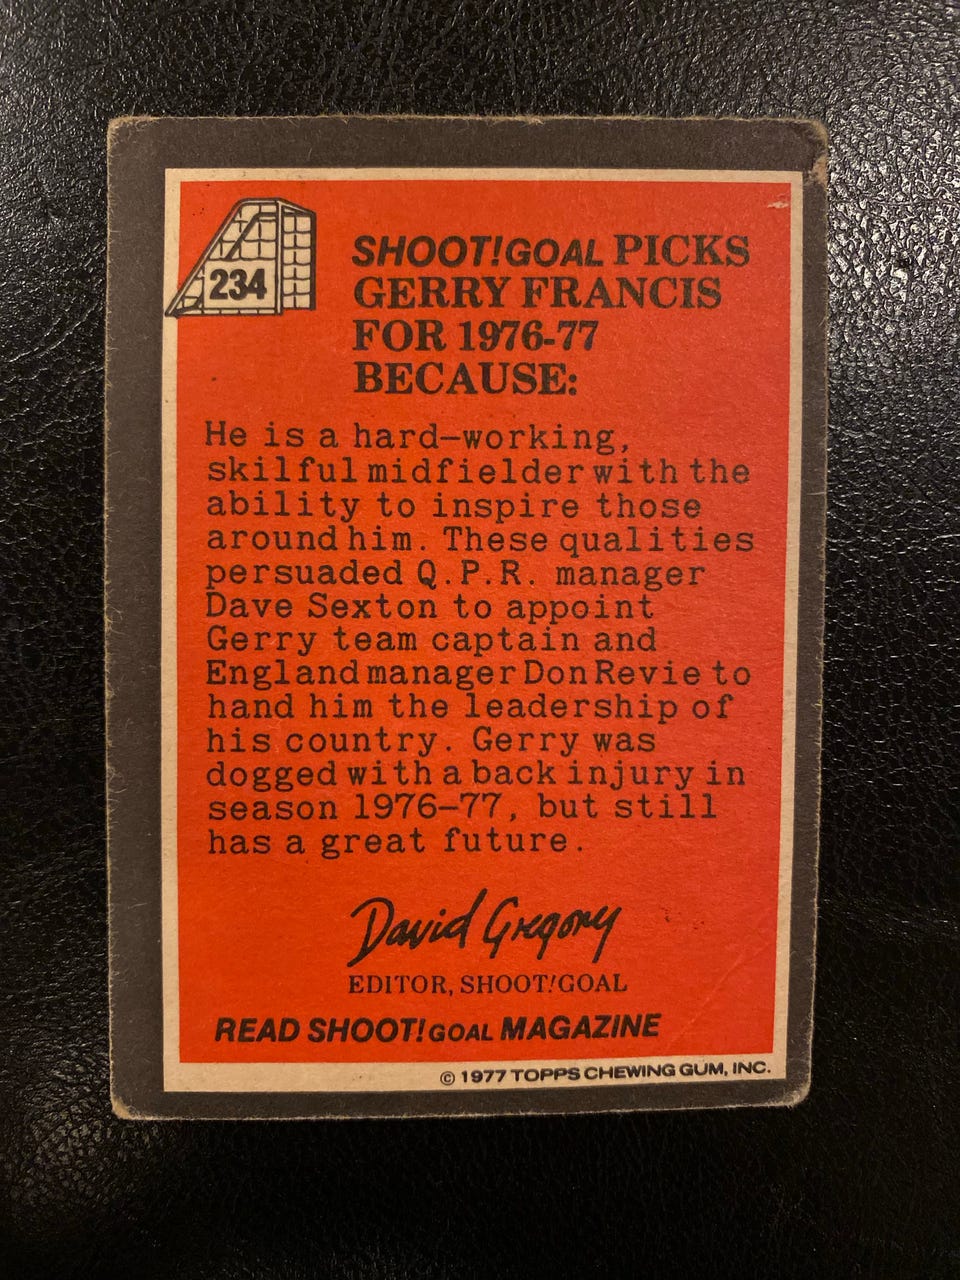 234
SHOOT!GOAL PICKS
GERRY FRANCIS
FOR 1976-77
BECAUSE:
He is a hard-working,
skilful midfielder with the
ability to inspire those
around him. These qualities
persuaded Q.P.R. manager
Dave Sexton to appoint
Gerry team captain and
England manager Don Revie to
hand him the leadership of
his country. Gerry was
dogged with a back injury in
season 1976-77, but still
has a great future.
David Gregory
EDITOR, SHOOT!GOAL
READ SHOOT!GOAL MAGAZINE
© 1977 TOPPS CHEWING GUM, INC.